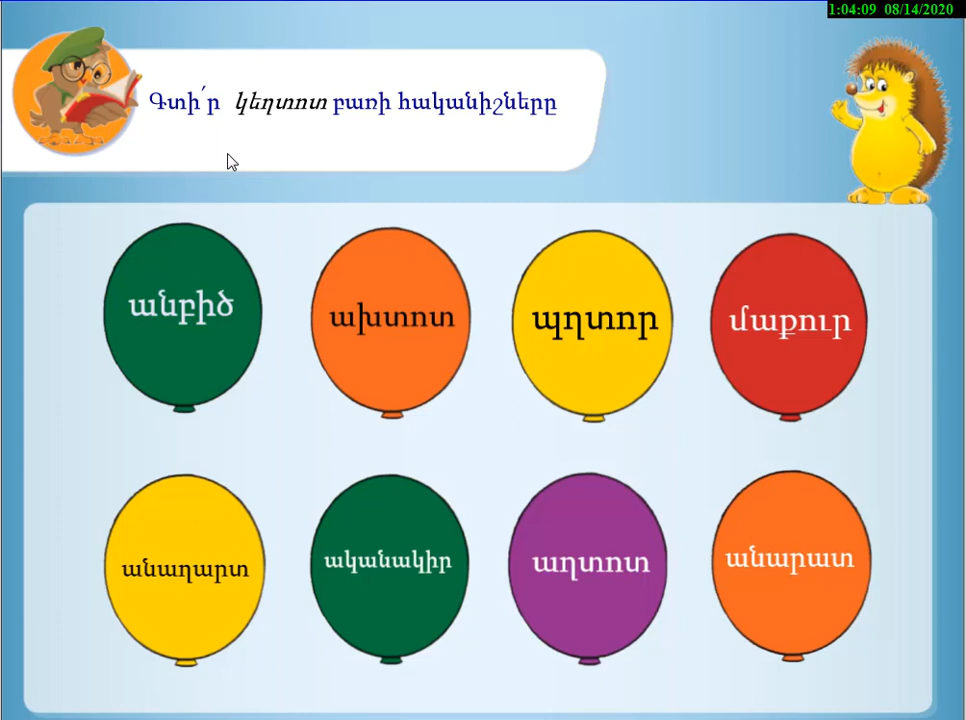 1:04:09 08/14/2020
Գտի՛ր կեղտոտ բառի հականիշները
անբիծ ախտոտ պղտոր մաքուր
անաղարտ ականակիր աղտոտ անարատ